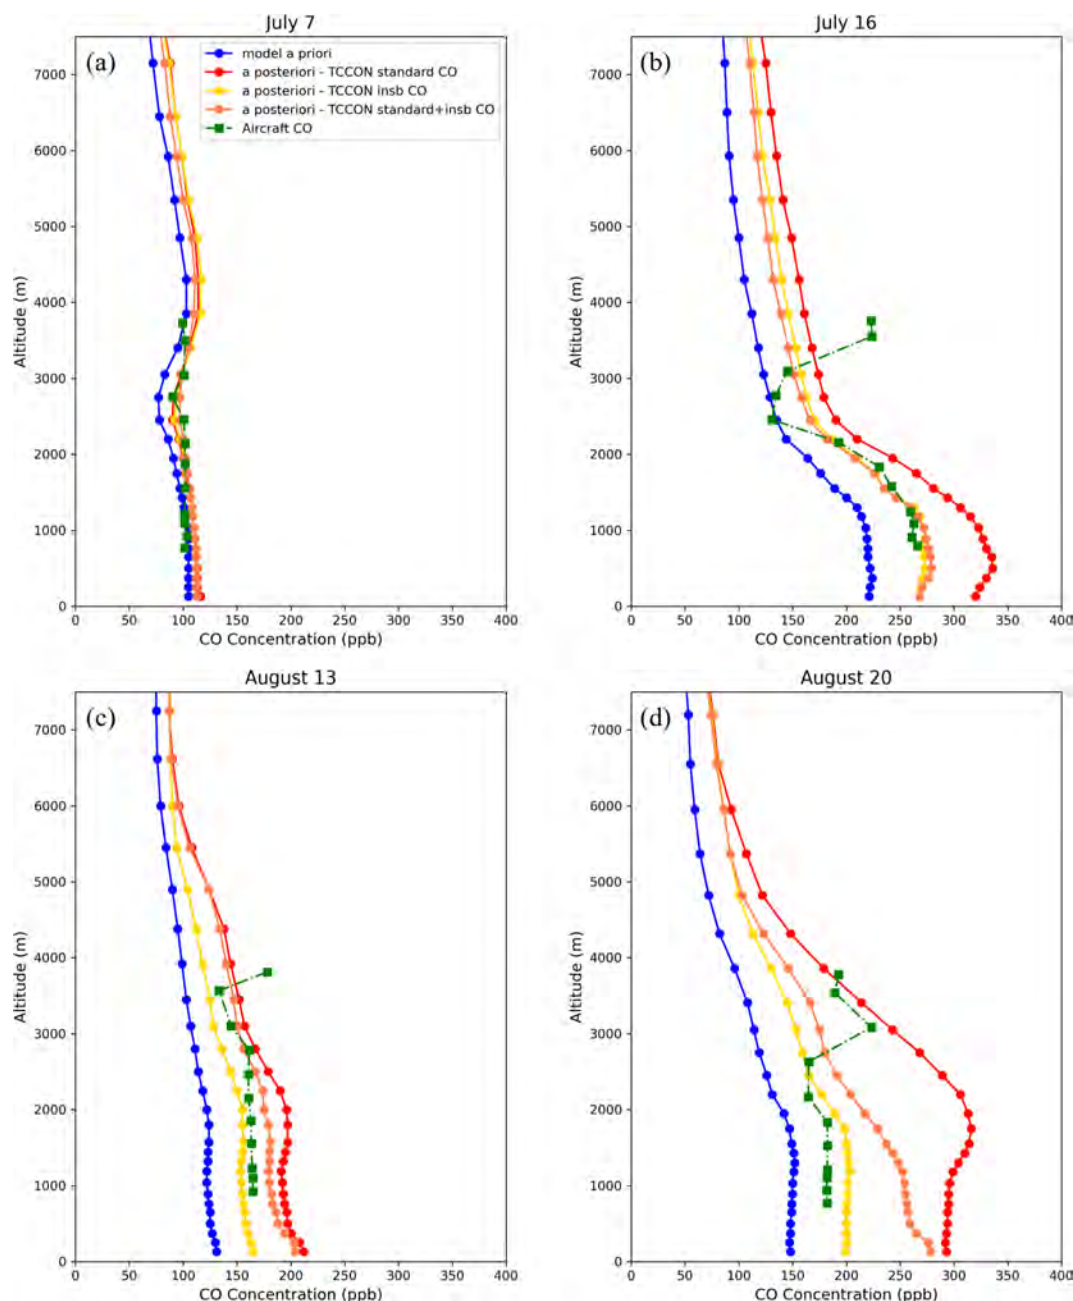 July 7
(a)
model a priori
a posteriori - TCCON standard CO
a posteriori - TCCON insb CO
a posteriori - TCCON standard+insb CO
Aircraft CO
7000
6000
5000
4000
3000
2000
1000
0
Altitude (m)
0 50 100 150 200 250 300 350 400
CO Concentration (ppb)
July 16
(b)
7000
6000
5000
4000
3000
2000
1000
0
Altitude (m)
0 50 100 150 200 250 300 350 400
CO Concentration (ppb)
August 13
(c)
7000
6000
5000
4000
3000
2000
1000
0
Altitude (m)
0 50 100 150 200 250 300 350 400
CO Concentration (ppb)
August 20
(d)
7000
6000
5000
4000
3000
2000
1000
0
Altitude (m)
0 50 100 150 200 250 300 350 400
CO Concentration (ppb)